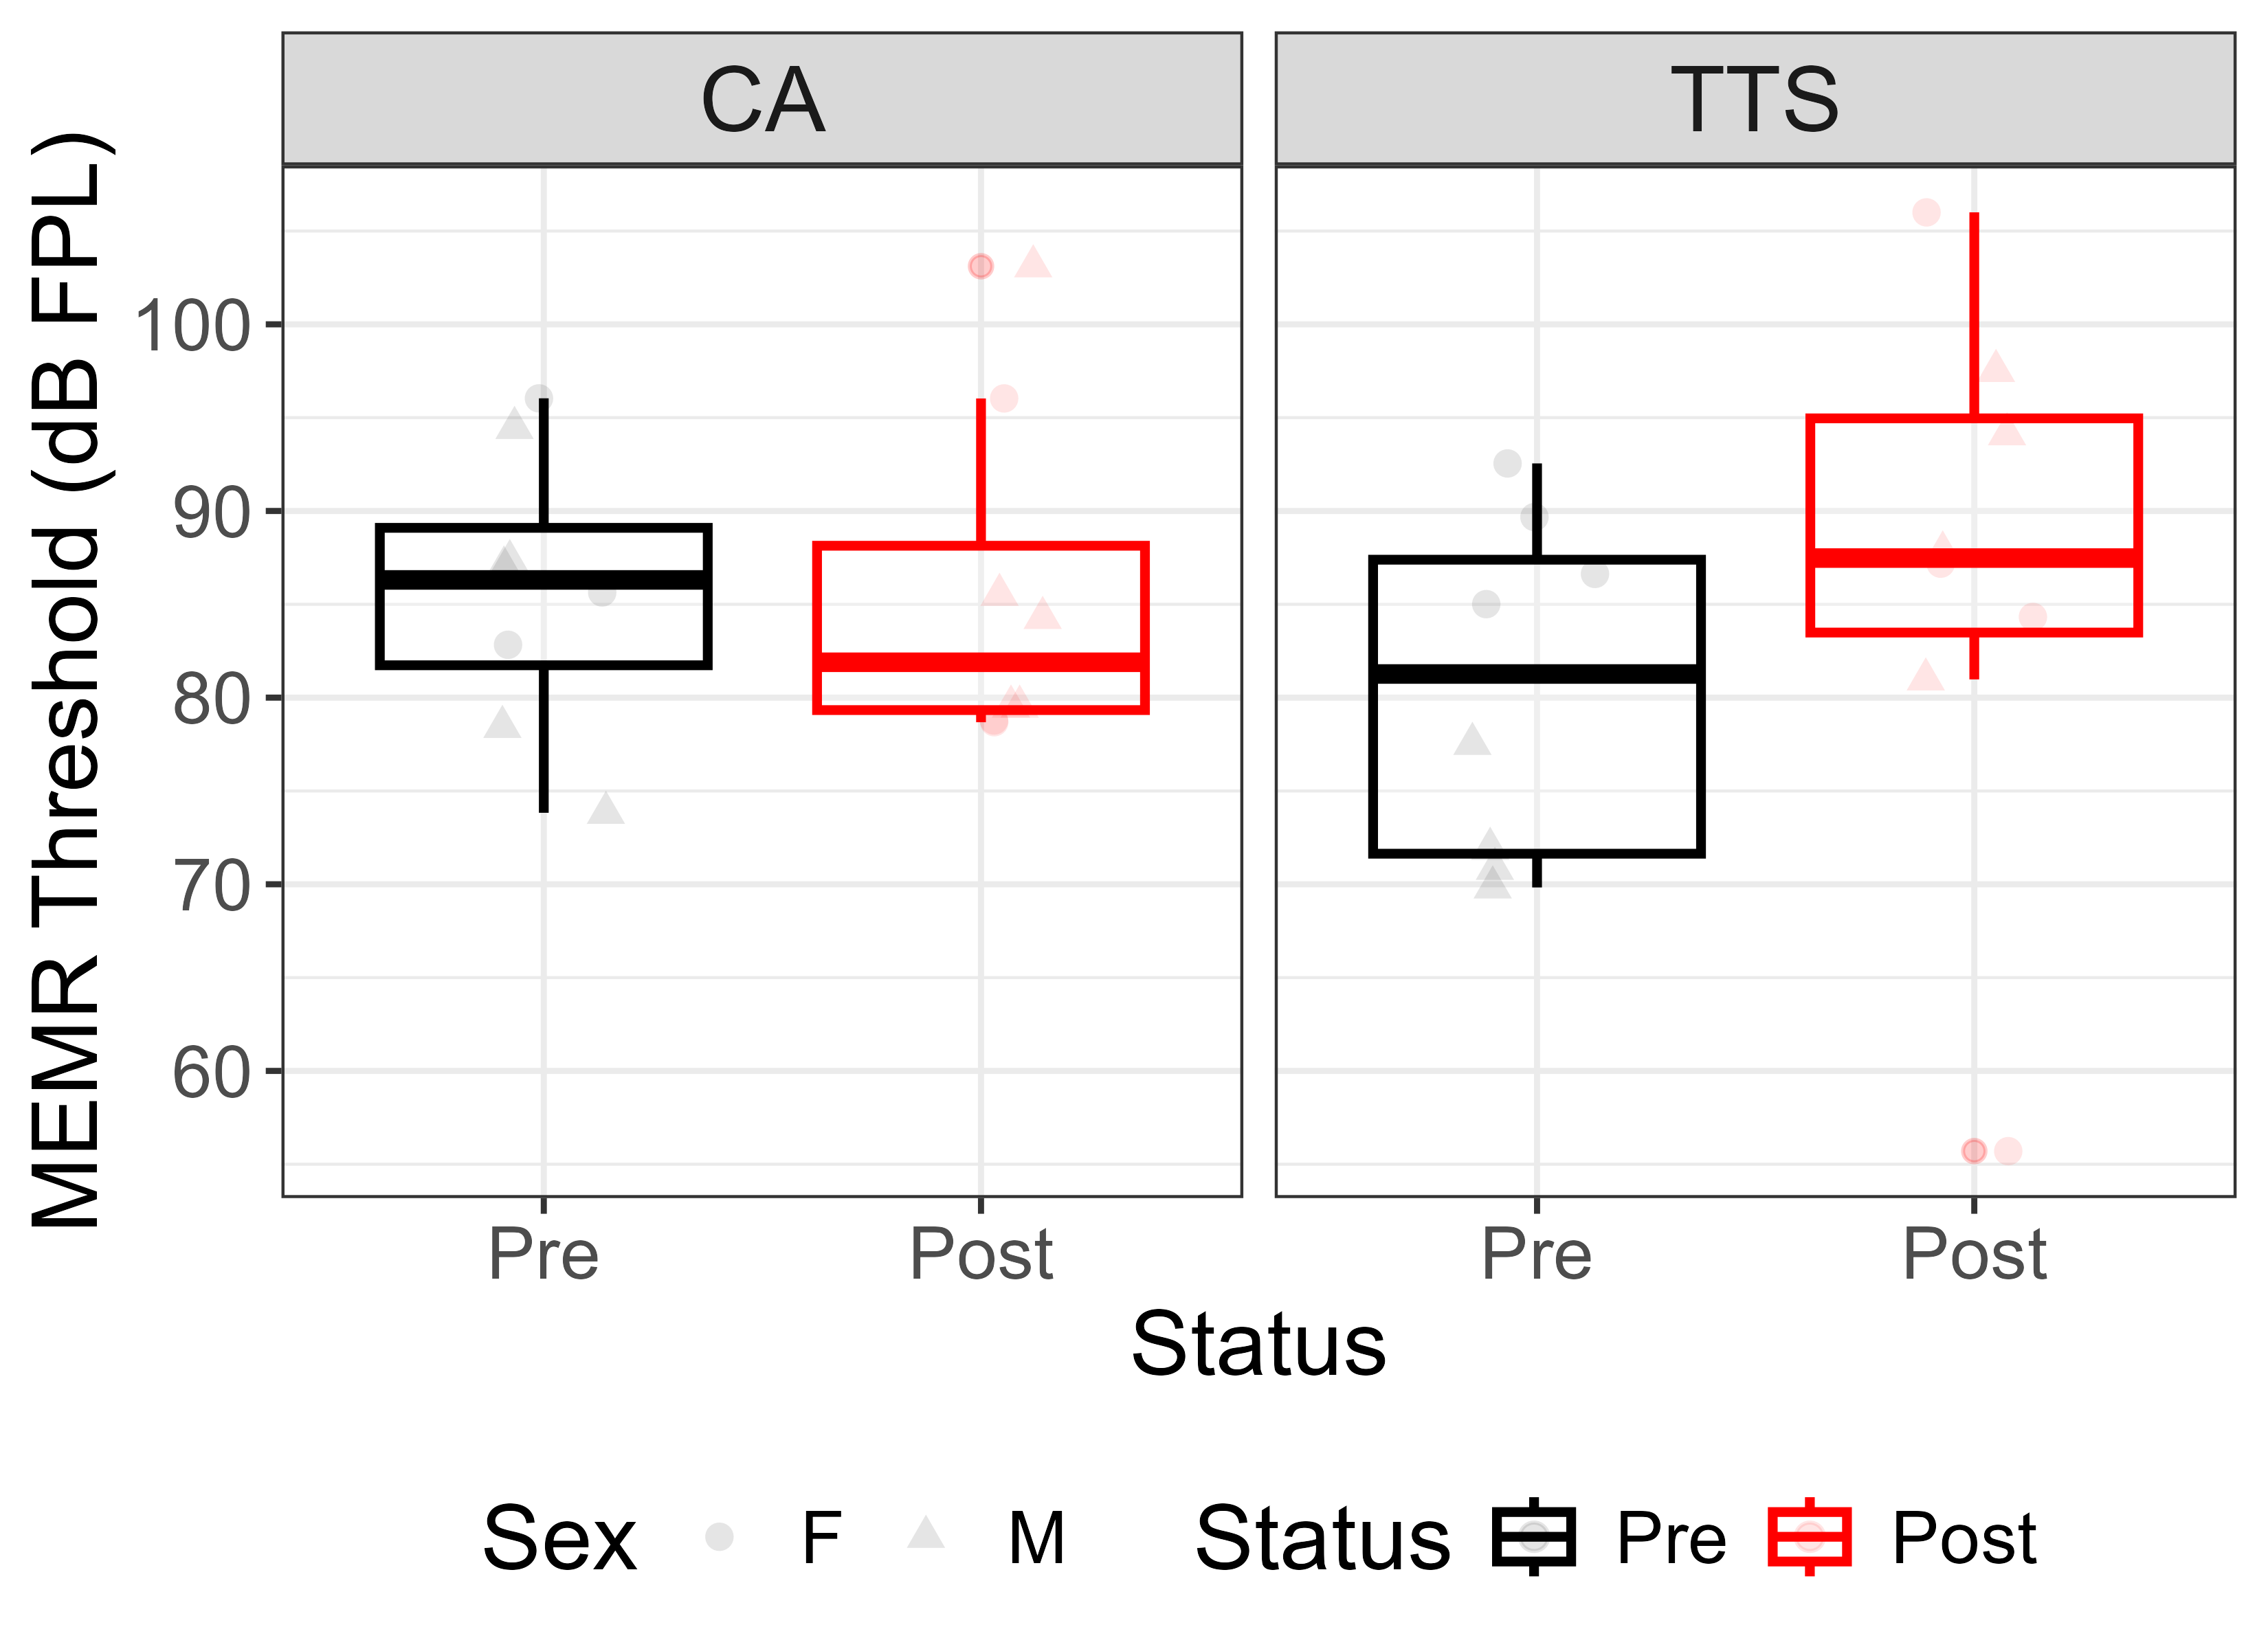 CA
TTS
MEMR Threshold (dB FPL)
100
90
80
70
60
Pre
Post
Pre
Post
Status
Sex F M Status Pre Post